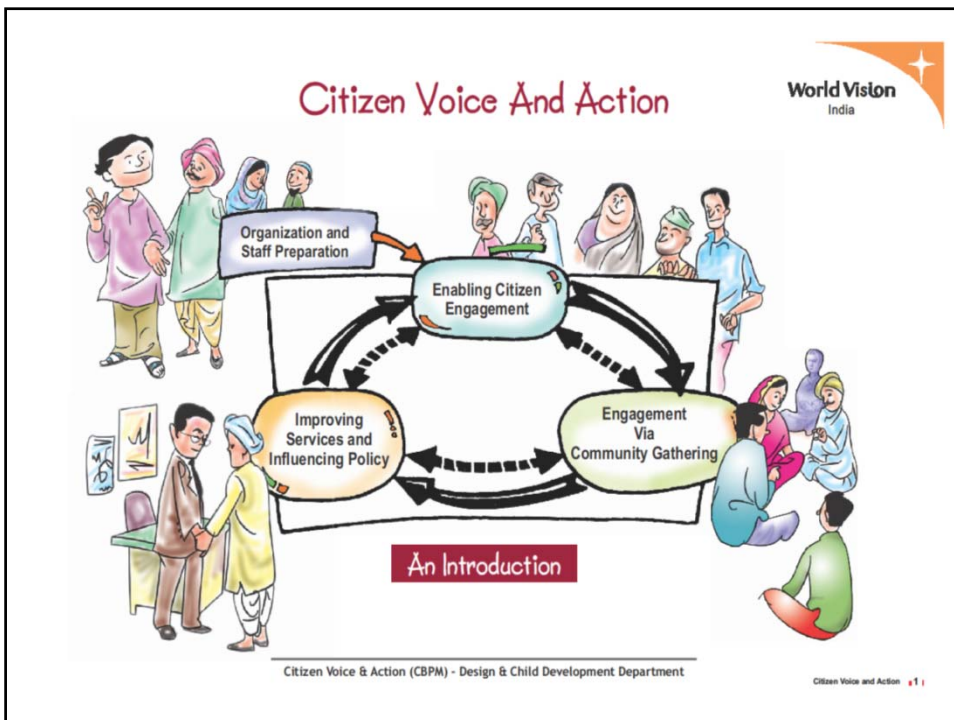 Citizen Voice And Action
World Vision
India
Organization and
Staff Preparation
Enabling Citizen
Engagement
Improving
Services and
Influencing Policy
Engagement
Via
Community Gathering
An Introduction
Citizen Voice & Action (CBPM) - Design & Child Development Department
Citizen Voice and Action 1